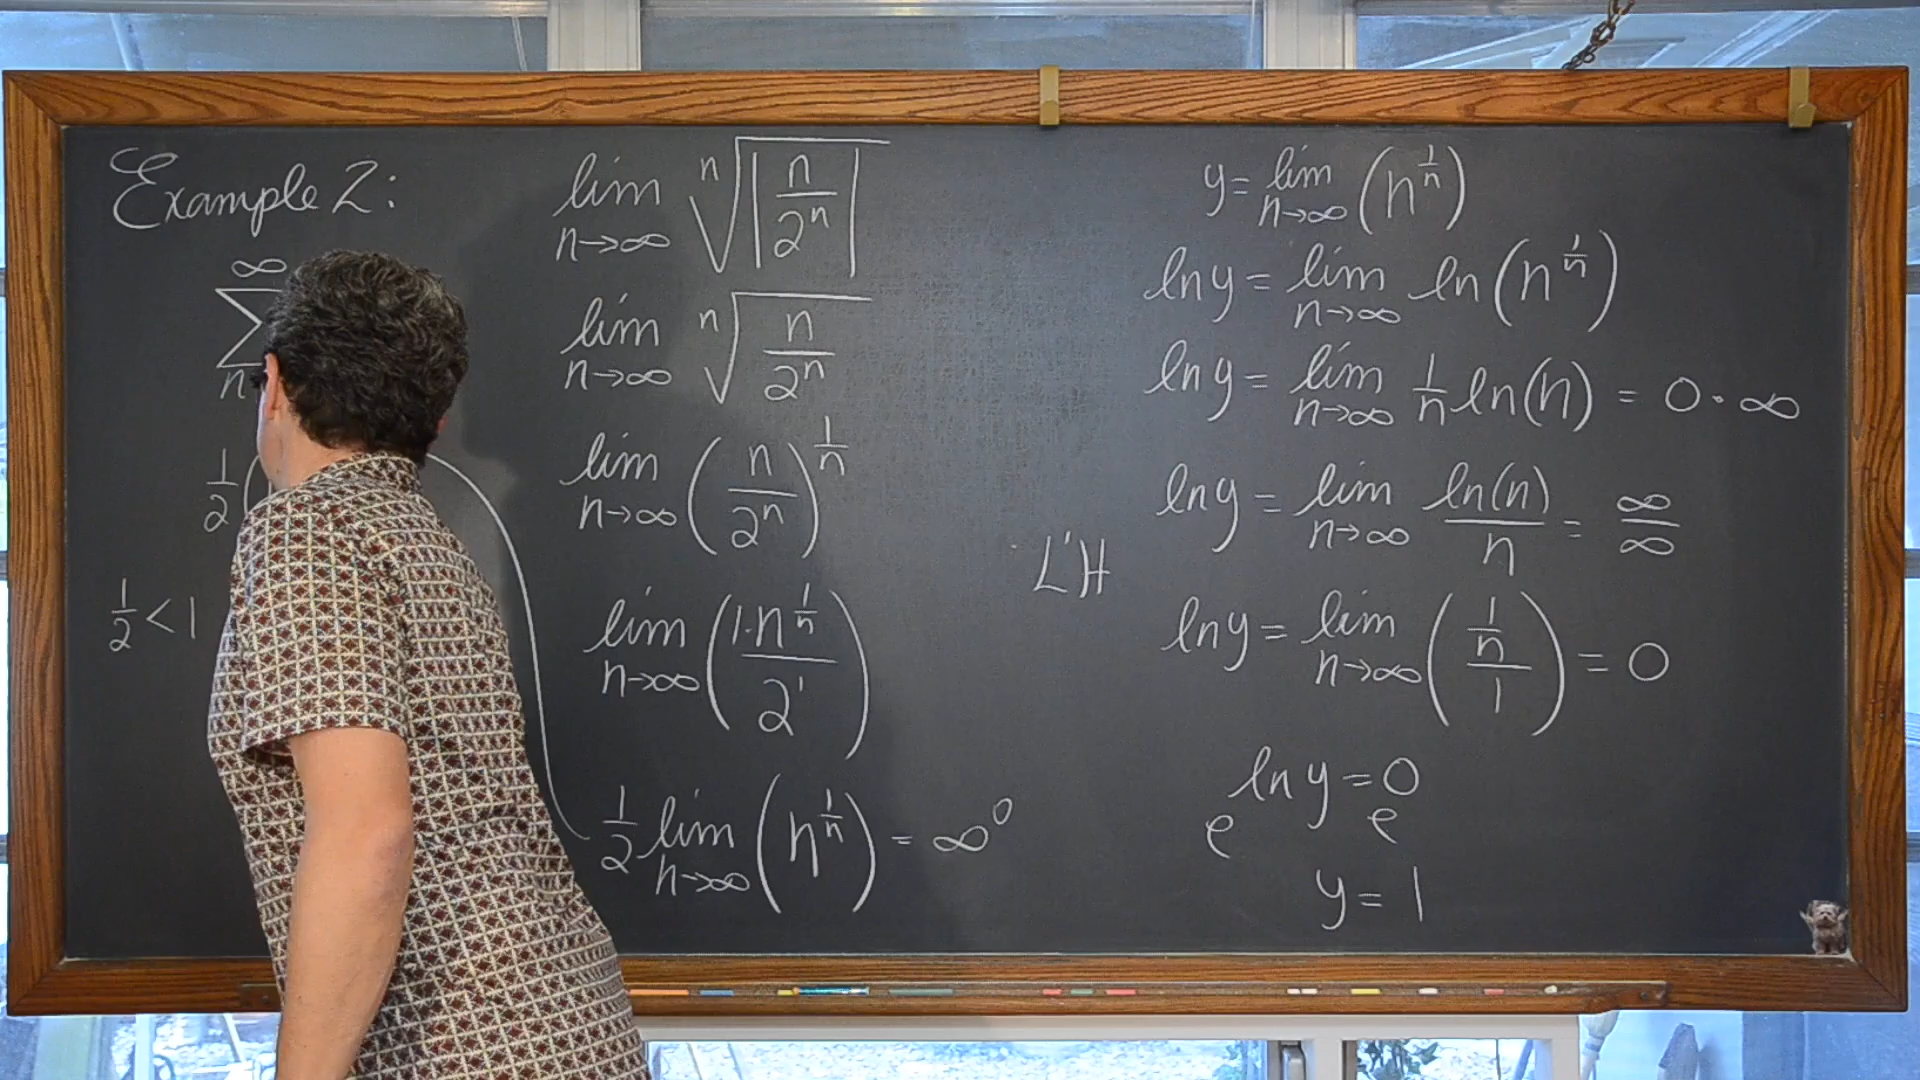 Example 2:
∞
∑
n
1/2 (
1/2 < 1
lim n→∞ ⁿ√|n/2ⁿ|
lim n→∞ ⁿ√(n/2ⁿ)
lim n→∞ (n/2ⁿ)^(1/n)
lim n→∞ (1·n^(1/n)/2¹)
1/2 lim n→∞ (n^(1/n)) = ∞⁰
y = lim n→∞ (n^(1/n))
ln y = lim n→∞ ln(n^(1/n))
ln y = lim n→∞ 1/n ln(n) = 0·∞
ln y = lim n→∞ ln(n)/n = ∞/∞
L'H
ln y = lim n→∞ ((1/n)/1) = 0
ln y = 0
e e
y = 1